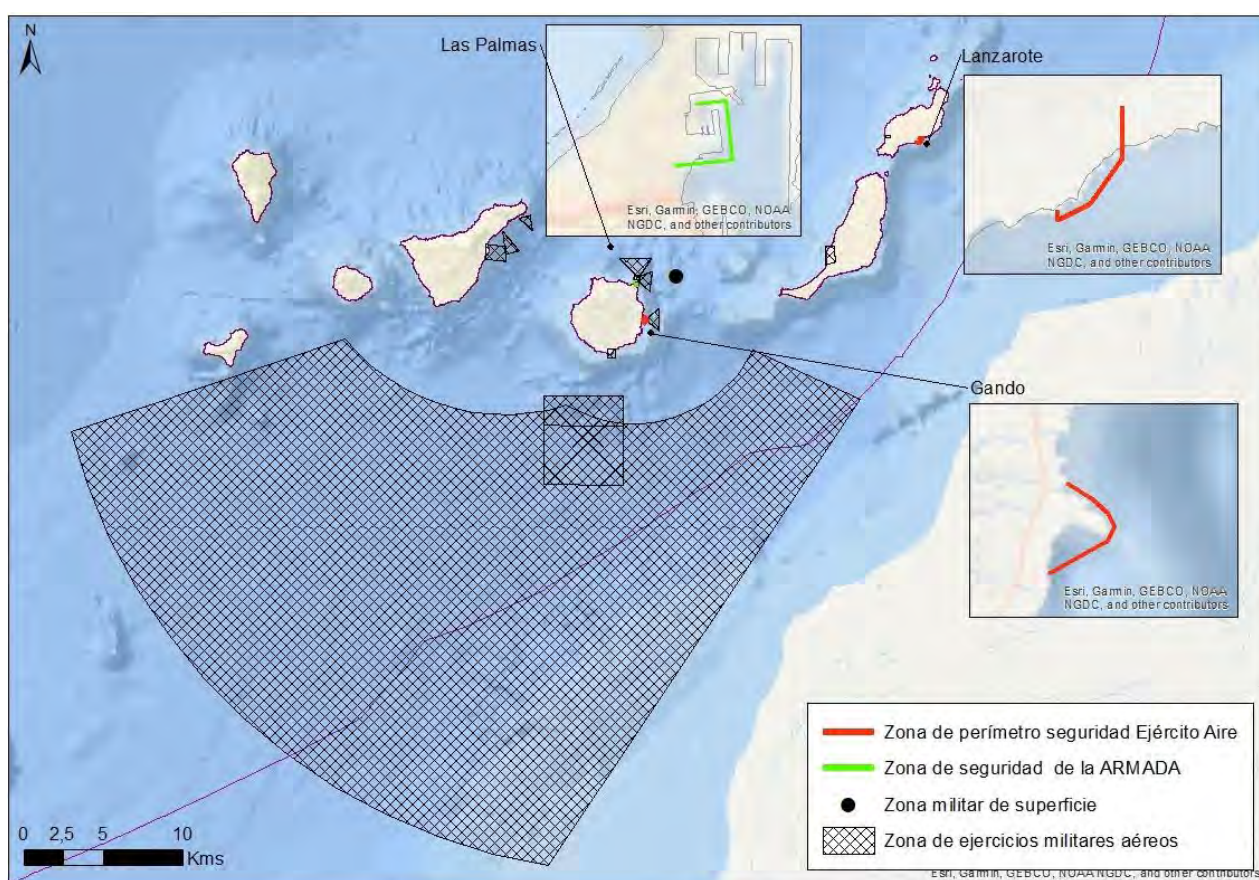 N
Las Palmas
Esri, Garmin, GEBCO, NOAA
NGDC, and other contributors
Lanzarote
Esri, Garmin, GEBCO, NOAA
NGDC, and other contributors
Gando
Esri, Garmin, GEBCO, NOAA
NGDC, and other contributors
Zona de perímetro seguridad Ejército Aire
Zona de seguridad de la ARMADA
Zona militar de superficie
Zona de ejercicios militares aéreos
0 2,5 5 10
Kms
Esri, Garmin, GEBCO, NOAA NGDC, and other contributors